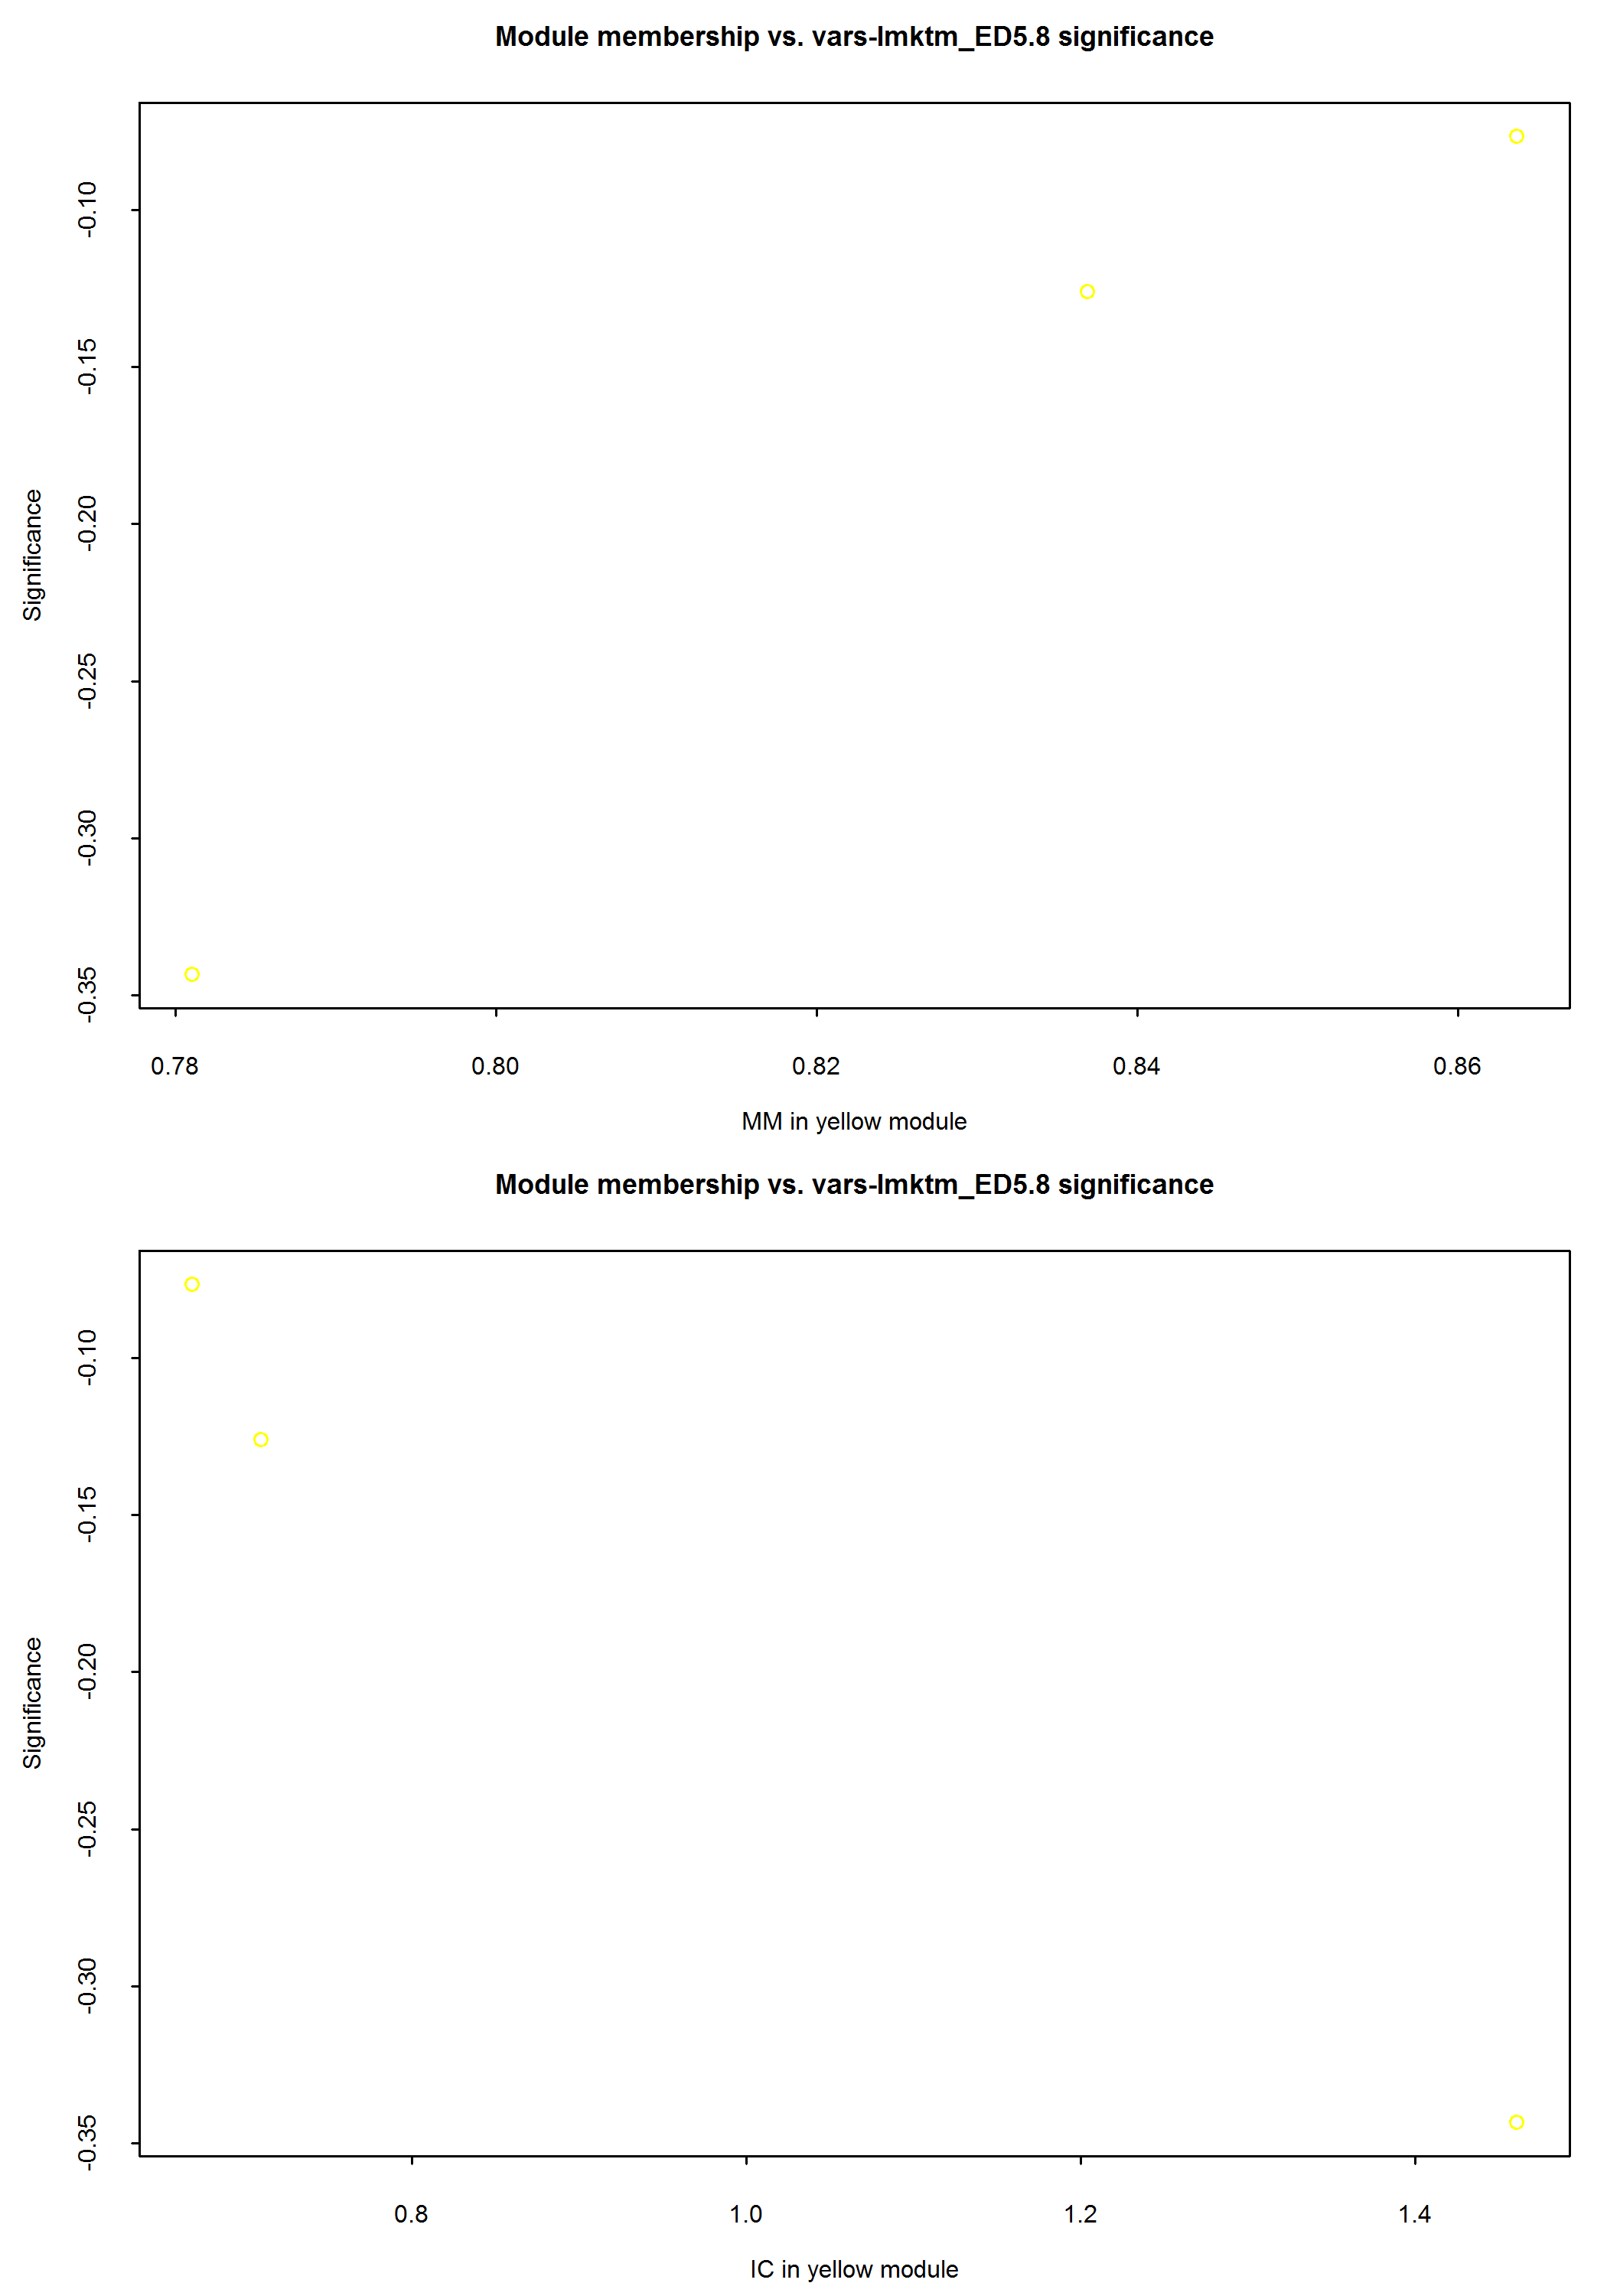 Module membership vs. vars-lmktm_ED5.8 significance
-0.10
-0.15
-0.20
-0.25
-0.30
-0.35
Significance
0.78 0.80 0.82 0.84 0.86
MM in yellow module
Module membership vs. vars-lmktm_ED5.8 significance
-0.10
-0.15
-0.20
-0.25
-0.30
-0.35
Significance
0.8 1.0 1.2 1.4
IC in yellow module